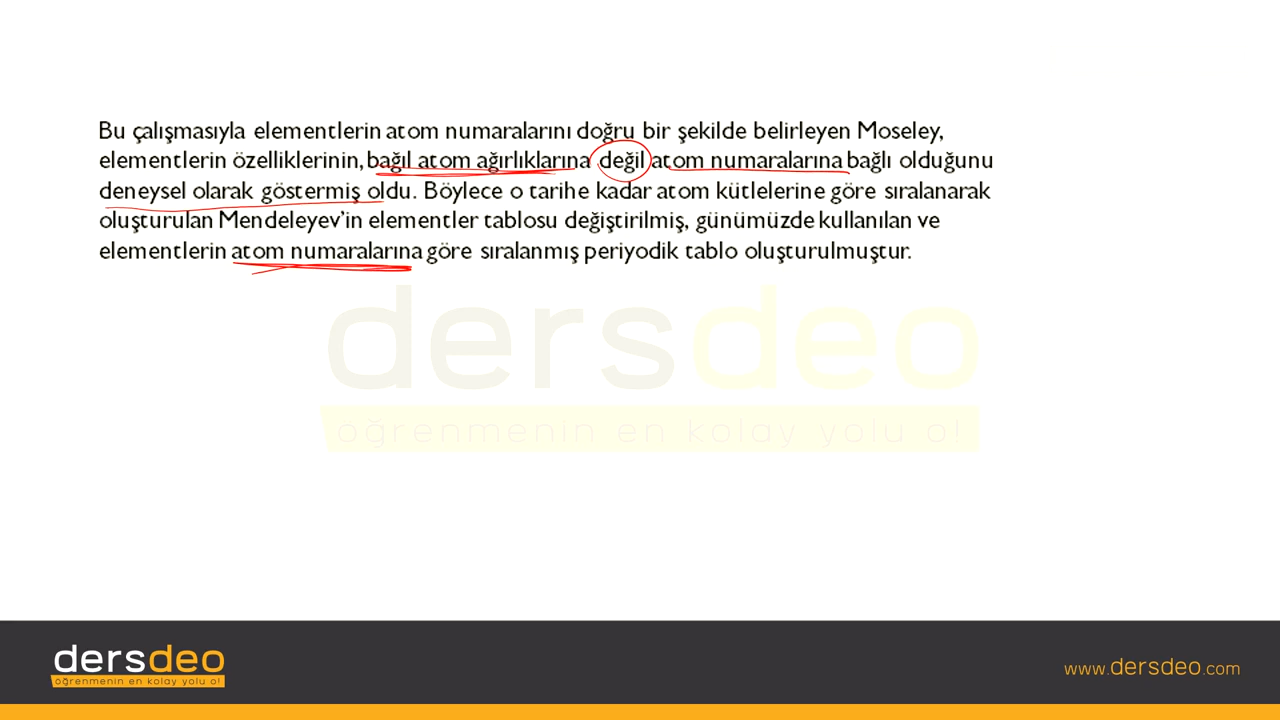 Bu çalışmasıyla elementlerin atom numaralarını doğru bir şekilde belirleyen Moseley,
elementlerin özelliklerinin, bağıl atom ağırlıklarına değil atom numaralarına bağlı olduğunu
deneysel olarak göstermiş oldu. Böylece o tarihe kadar atom kütlelerine göre sıralanarak
oluşturulan Mendeleyev’in elementler tablosu değiştirilmiş, günümüzde kullanılan ve
elementlerin atom numaralarına göre sıralanmış periyodik tablo oluşturulmuştur.
dersdeo
öğrenmenin en kolay yolu o!
dersdeo
öğrenmenin en kolay yolu o!
www.dersdeo.com